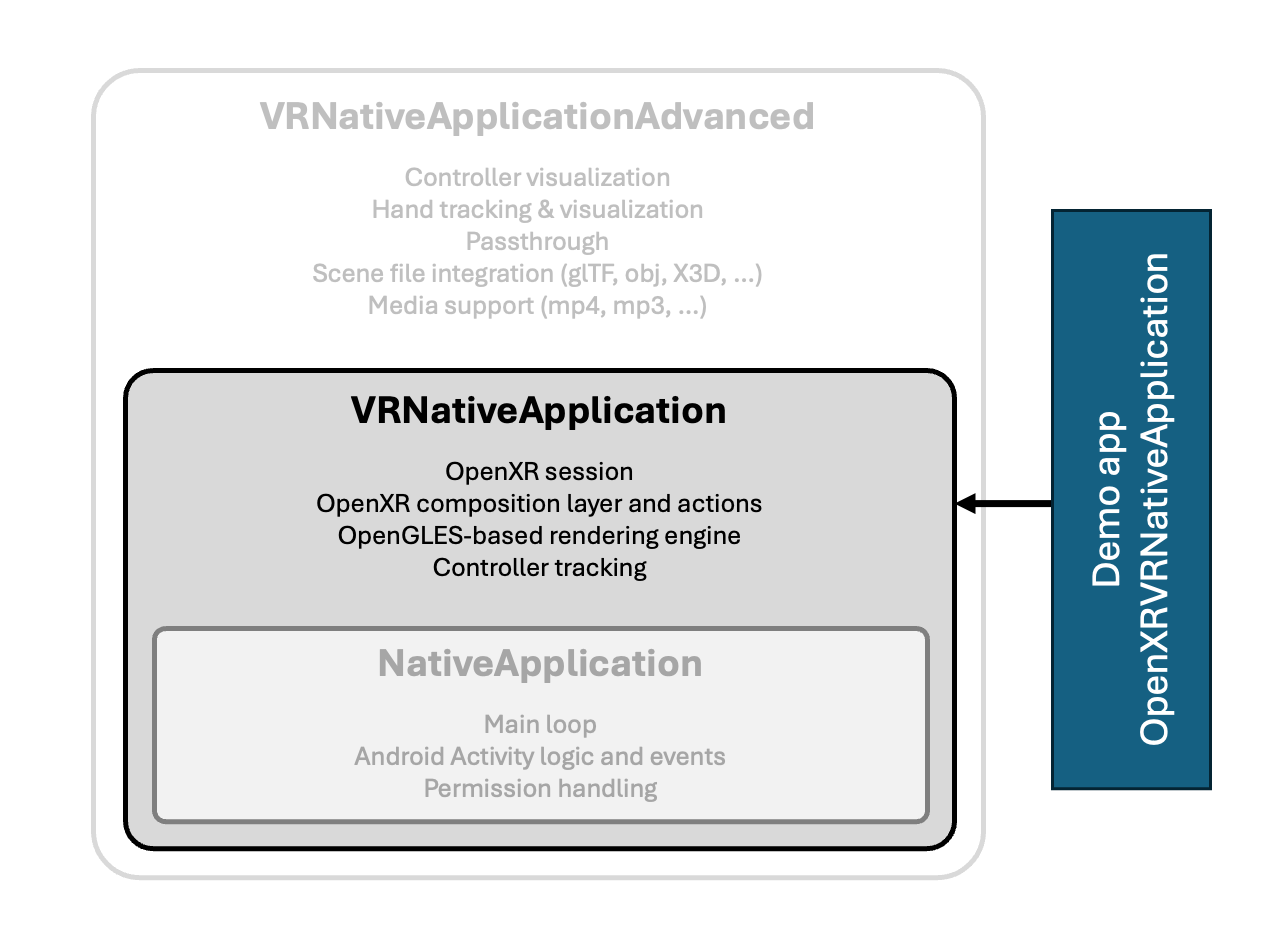 VRNativeApplicationAdvanced
Controller visualization
Hand tracking & visualization
Passthrough
Scene file integration (glTF, obj, X3D, ...)
Media support (mp4, mp3, ...)
VRNativeApplication
OpenXR session
OpenXR composition layer and actions
OpenGLES-based rendering engine
Controller tracking
NativeApplication
Main loop
Android Activity logic and events
Permission handling
Demo app
OpenXRVRNativeApplication